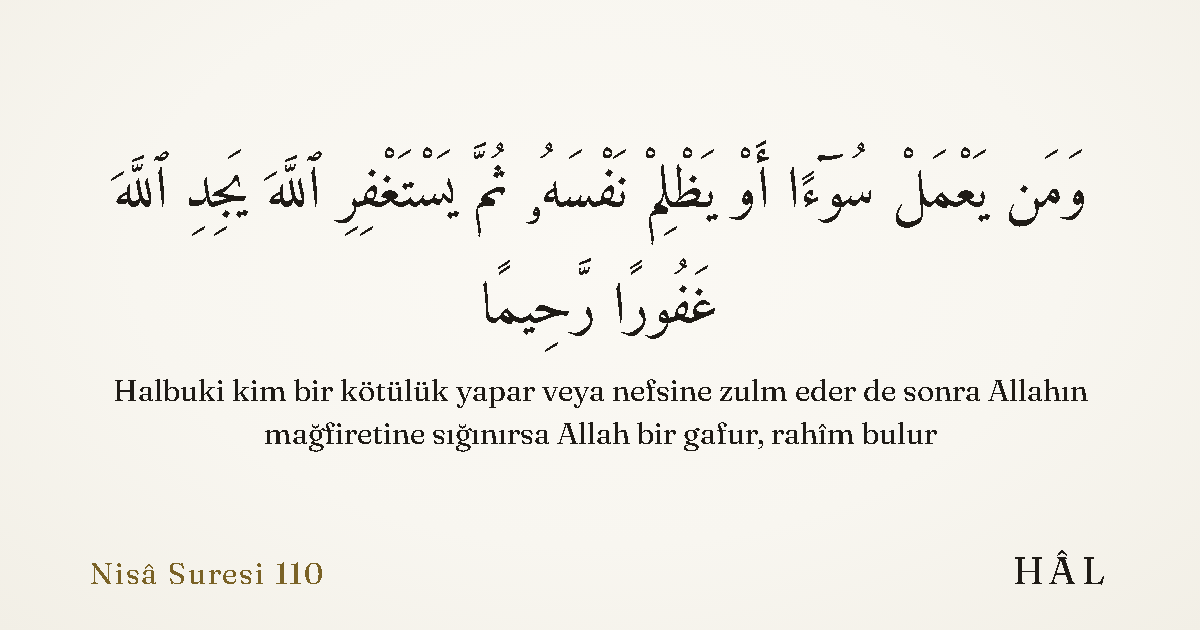 وَمَن يَعْمَلْ سُوٓءًا أَوْ يَظْلِمْ نَفْسَهُۥ ثُمَّ يَسْتَغْفِرِ ٱللَّهَ يَجِدِ ٱللَّهَ
غَفُورًا رَّحِيمًا
Halbuki kim bir kötülük yapar veya nefsine zulm eder de sonra Allahın
mağfiretine sığınırsa Allah bir gafur, rahîm bulur
Nisâ Suresi 110
HÂL